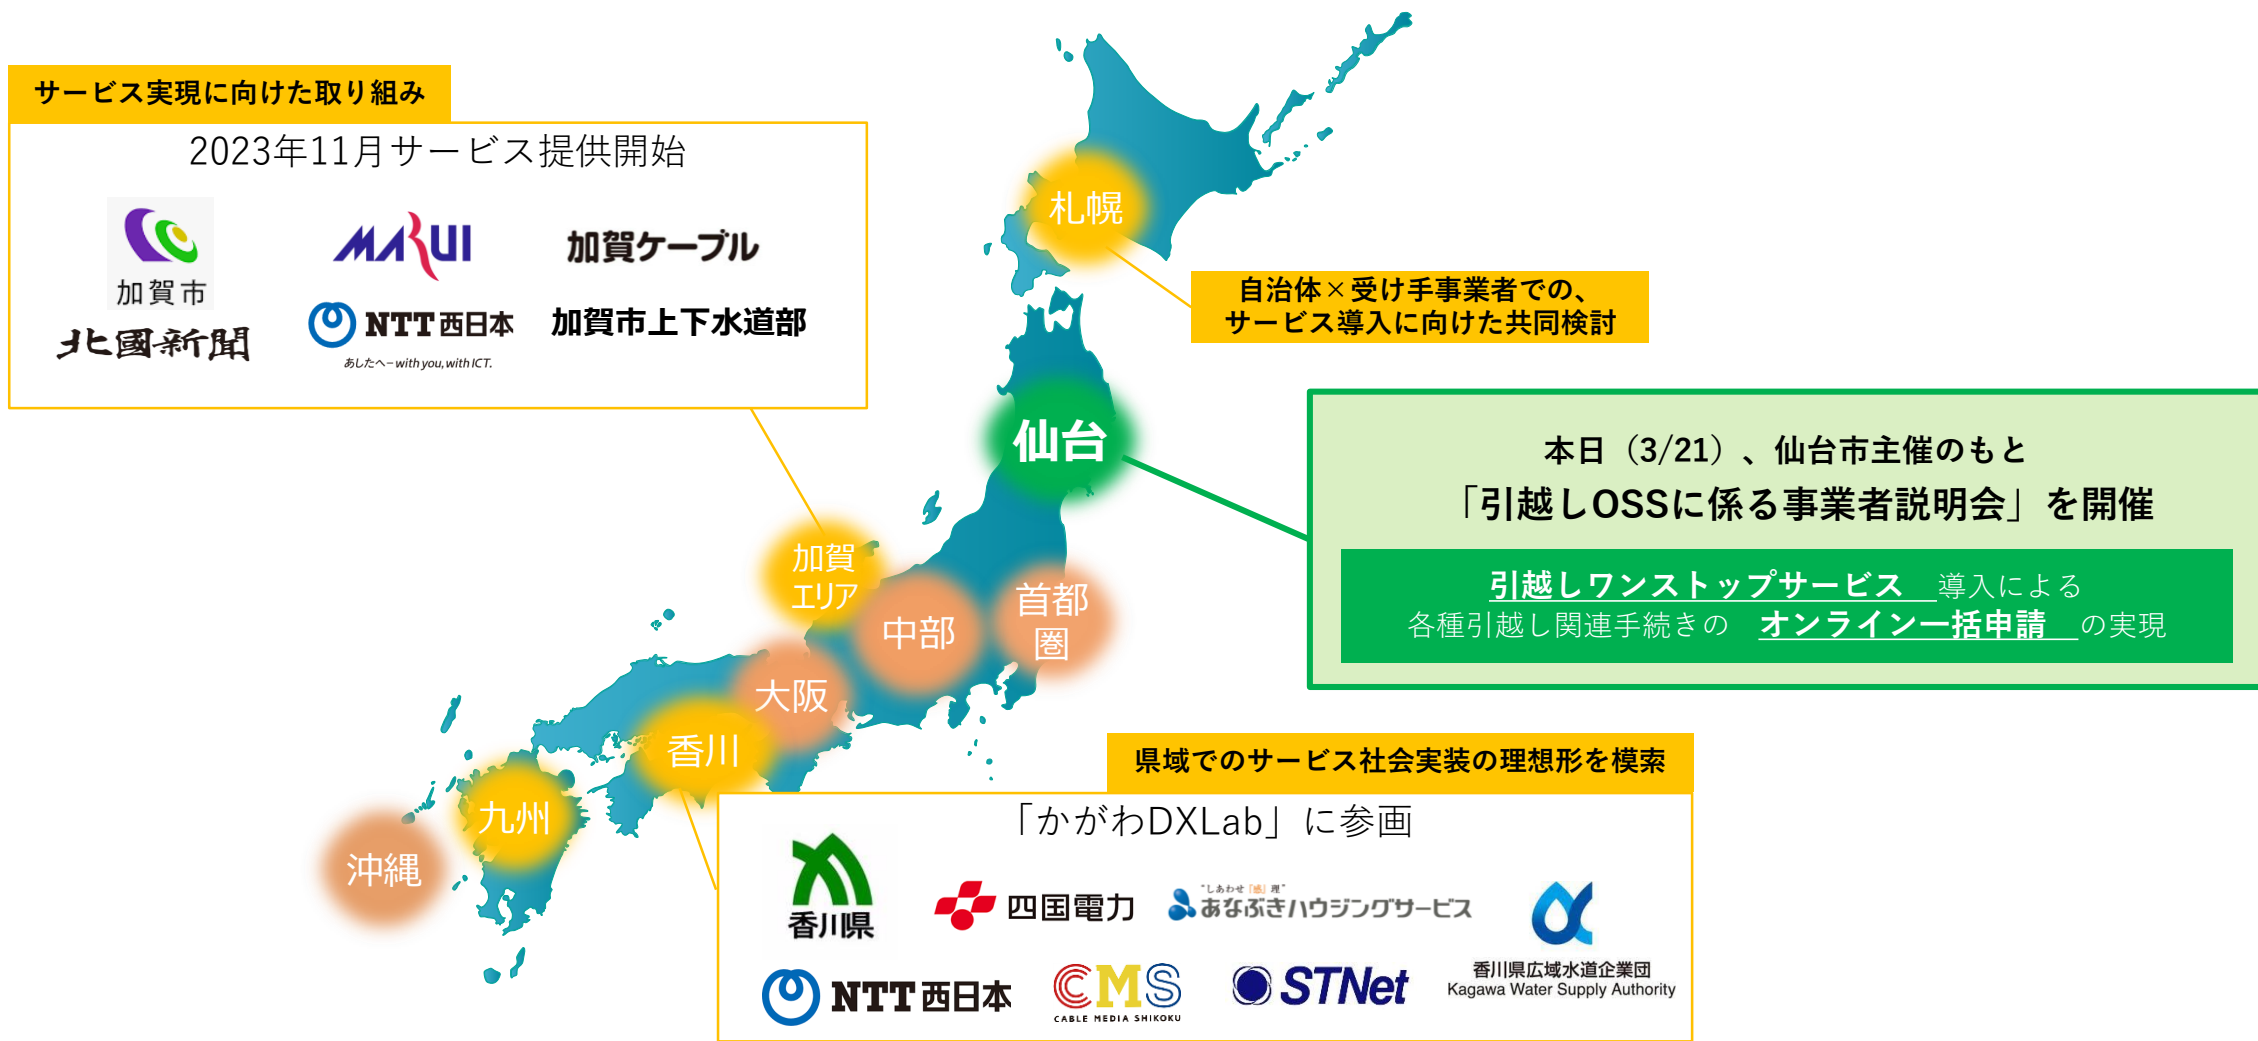 サービス実現に向けた取り組み
2023年11月サービス提供開始
加賀市
MARUI
加賀ケーブル
北國新聞
NTT西日本
あしたへ-with you, with ICT.
加賀市上下水道部
札幌
自治体×受け手事業者での、
サービス導入に向けた共同検討
仙台
本日（3/21）、仙台市主催のもと
「引越しOSSに係る事業者説明会」を開催
引越しワンストップサービス 導入による
各種引越し関連手続きの オンライン一括申請 の実現
加賀
エリア
中部
首都
圏
大阪
香川
九州
沖縄
県域でのサービス社会実装の理想形を模索
「かがわDXLab」に参画
香川県
四国電力
"しあわせ「感」理"
あなぶきハウジングサービス
香川県広域水道企業団
Kagawa Water Supply Authority
NTT西日本
CMS
CABLE MEDIA SHIKOKU
STNet